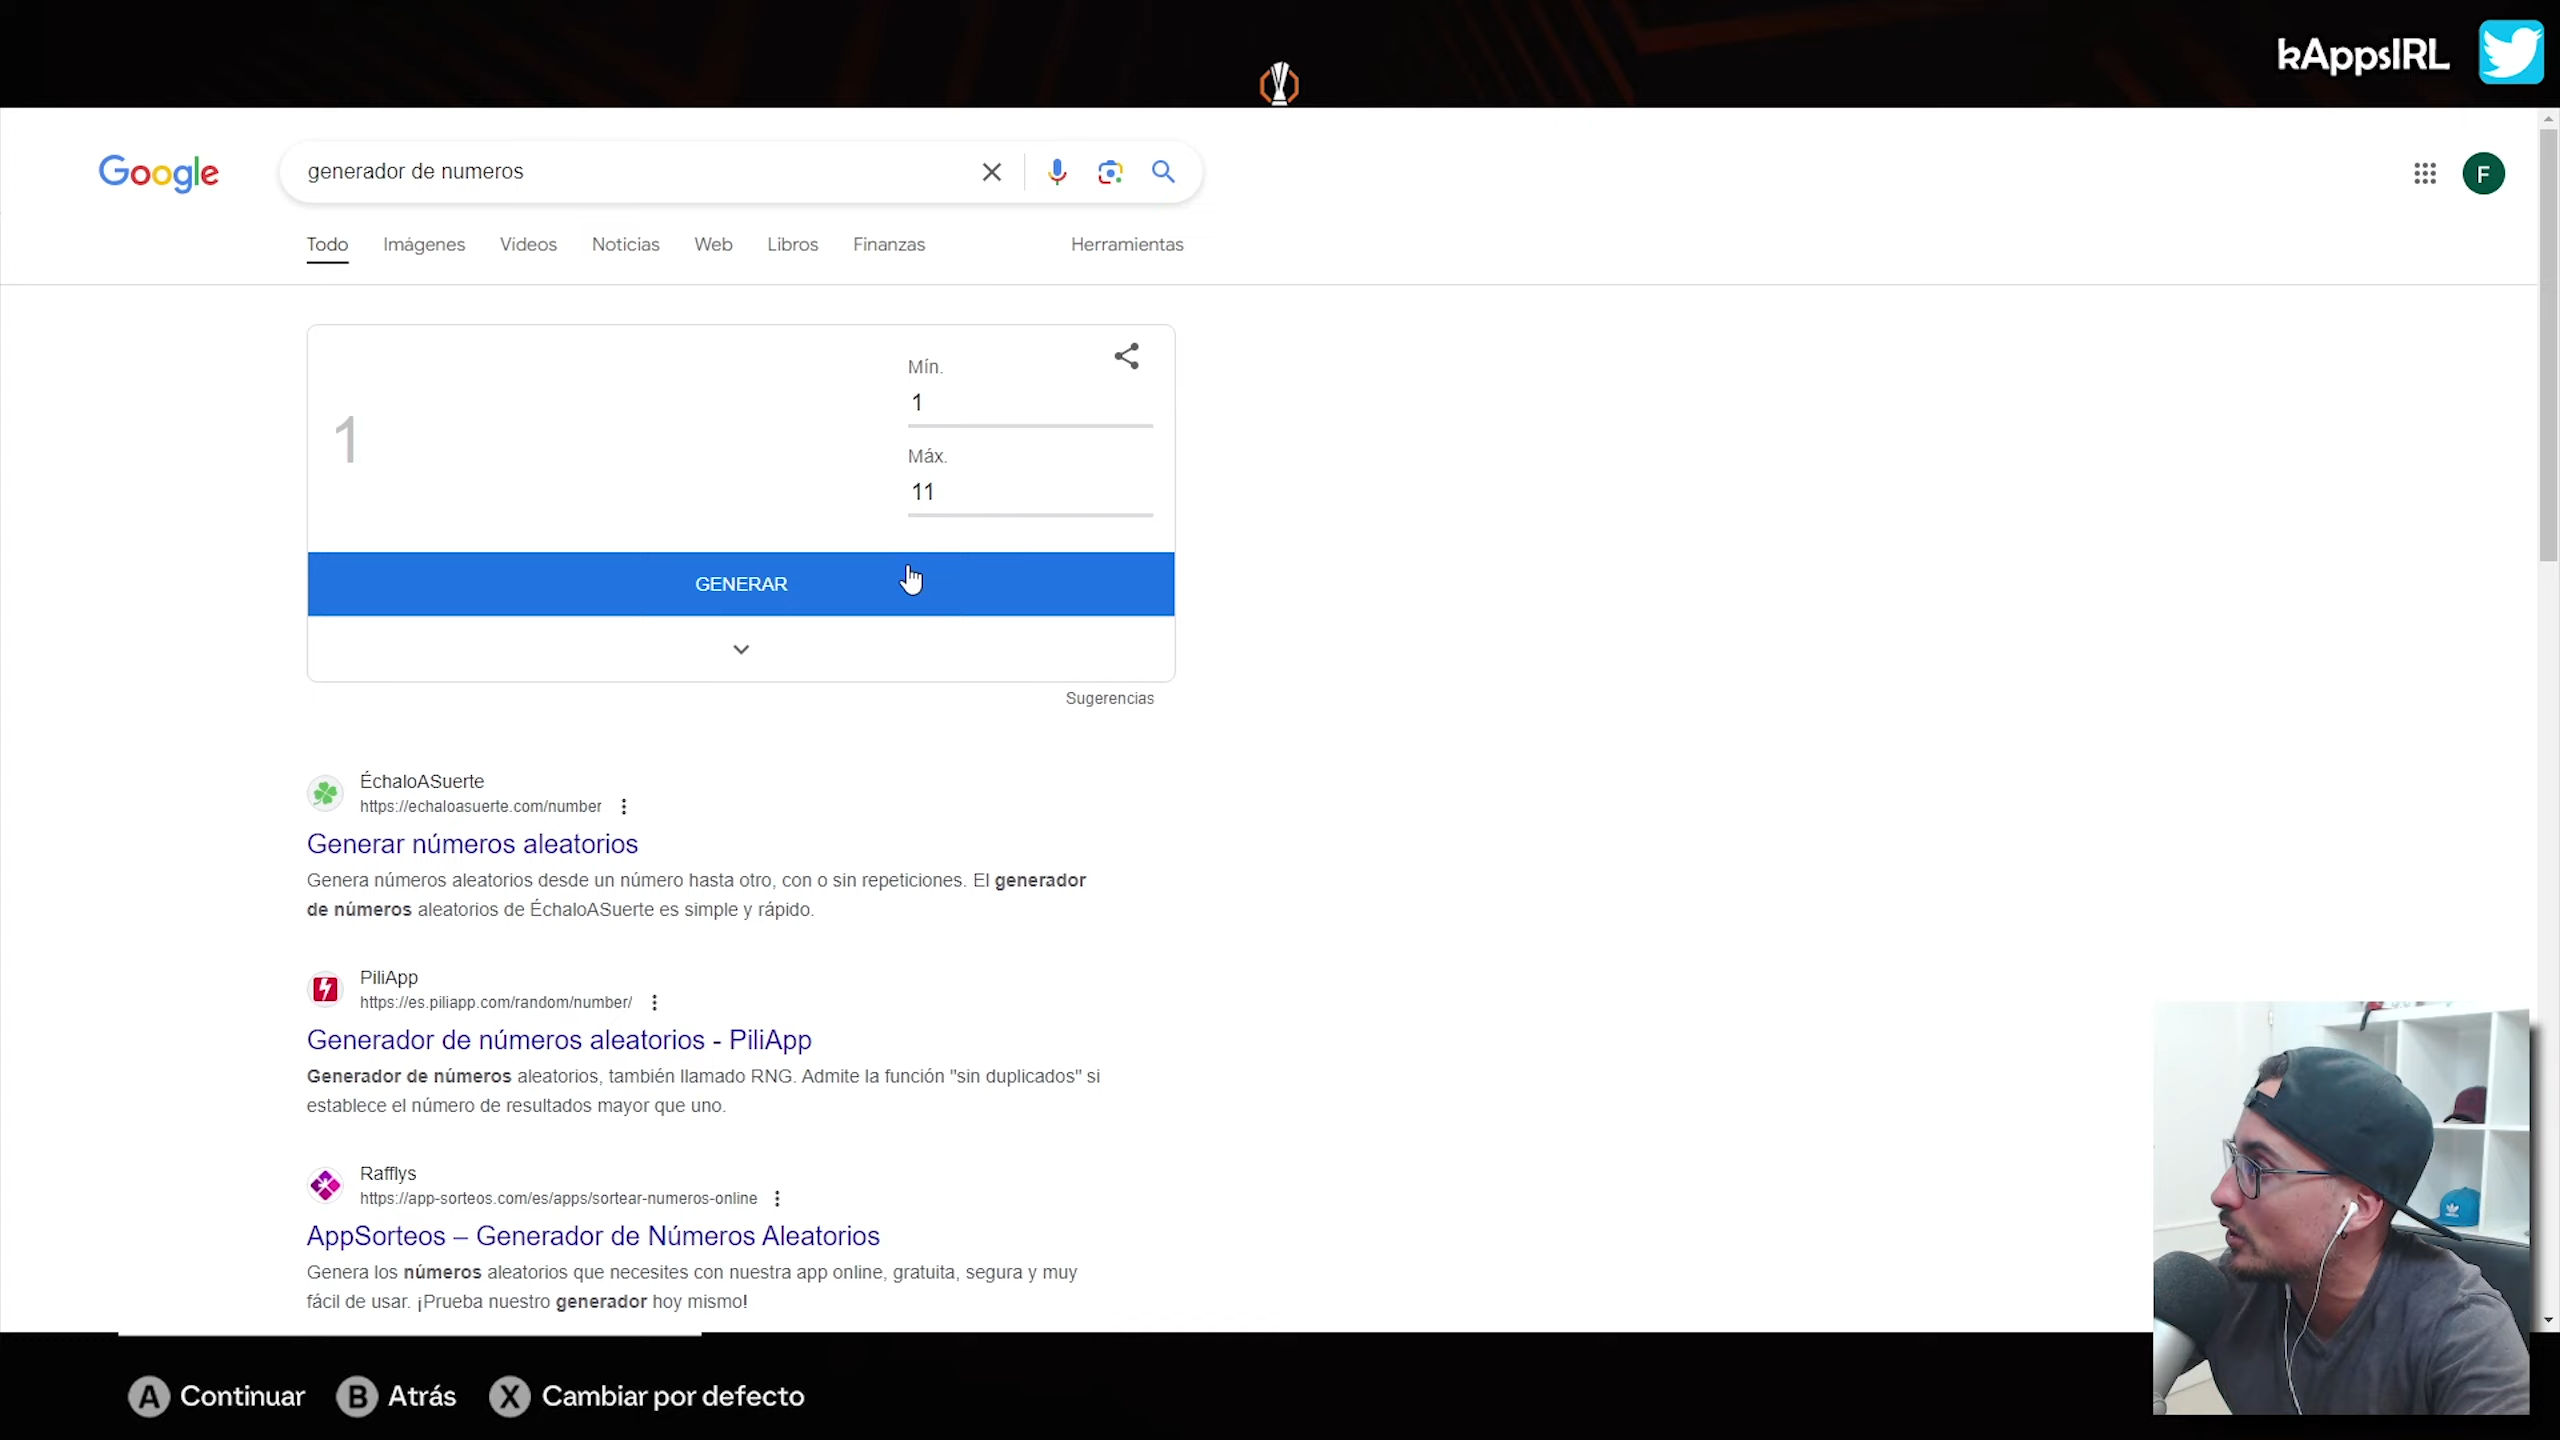 kAppsIRL
Google
generador de numeros
F
Todo Imágenes Videos Noticias Web Libros Finanzas Herramientas
Mín.
1
1
Máx.
11
GENERAR
Sugerencias
ÉchaloASuerte
https://echaloasuerte.com/number
Generar números aleatorios
Genera números aleatorios desde un número hasta otro, con o sin repeticiones. El generador
de números aleatorios de ÉchaloASuerte es simple y rápido.
PiliApp
https://es.piliapp.com/random/number/
Generador de números aleatorios - PiliApp
Generador de números aleatorios, también llamado RNG. Admite la función "sin duplicados" si
establece el número de resultados mayor que uno.
Rafflys
https://app-sorteos.com/es/apps/sortear-numeros-online
AppSorteos – Generador de Números Aleatorios
Genera los números aleatorios que necesites con nuestra app online, gratuita, segura y muy
fácil de usar. ¡Prueba nuestro generador hoy mismo!
A Continuar B Atrás X Cambiar por defecto